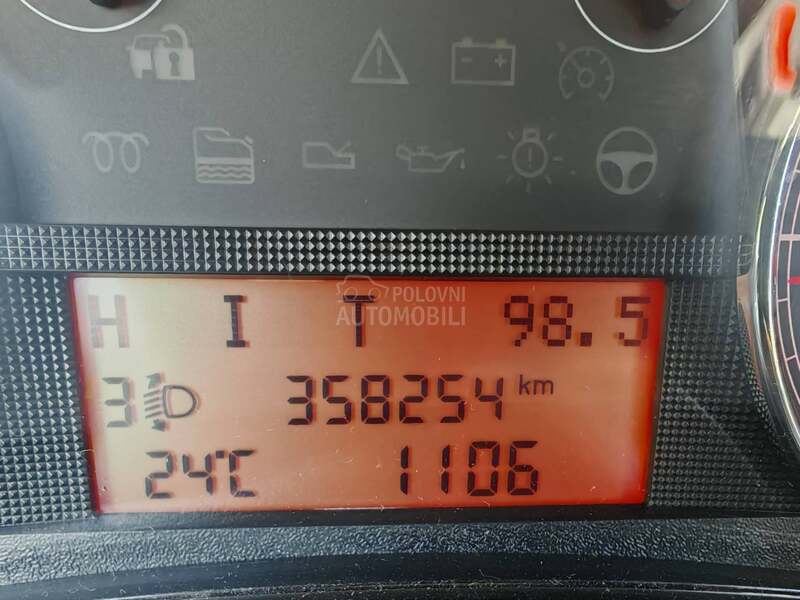 H I T 98.5
POLOVNI
AUTOMOBILI
3 358254 km
24°C 1106